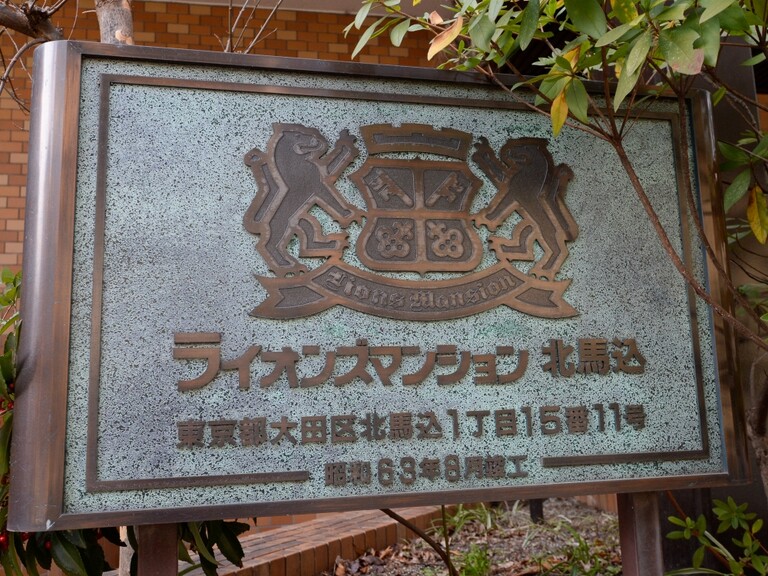 Lions Mansion
ライオンズマンション 北馬込
東京都大田区北馬込1丁目15番11号
昭和63年8月竣工